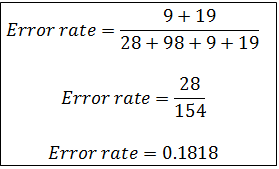 Error rate = 9 + 19 / 28 + 98 + 9 + 19
Error rate = 28 / 154
Error rate = 0.1818